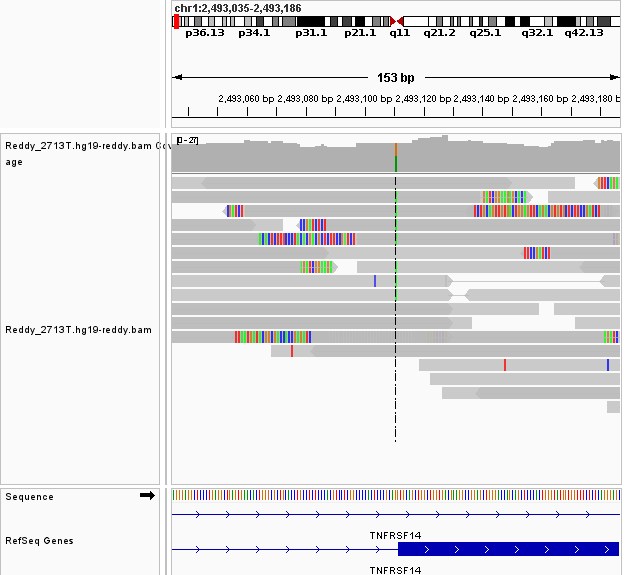 chr1:2,493,035-2,493,186
p36.13 p34.1 p31.1 p21.1 q11 q21.2 q25.1 q32.1 q42.13
153 bp
2,493,060 bp 2,493,080 bp 2,493,100 bp 2,493,120 bp 2,493,140 bp 2,493,160 bp 2,493,180 b
[0 - 27]
Reddy_2713T.hg19-reddy.bam Cov
age
Reddy_2713T.hg19-reddy.bam
Sequence
TNFRSF14
RefSeq Genes
TNFRSF14